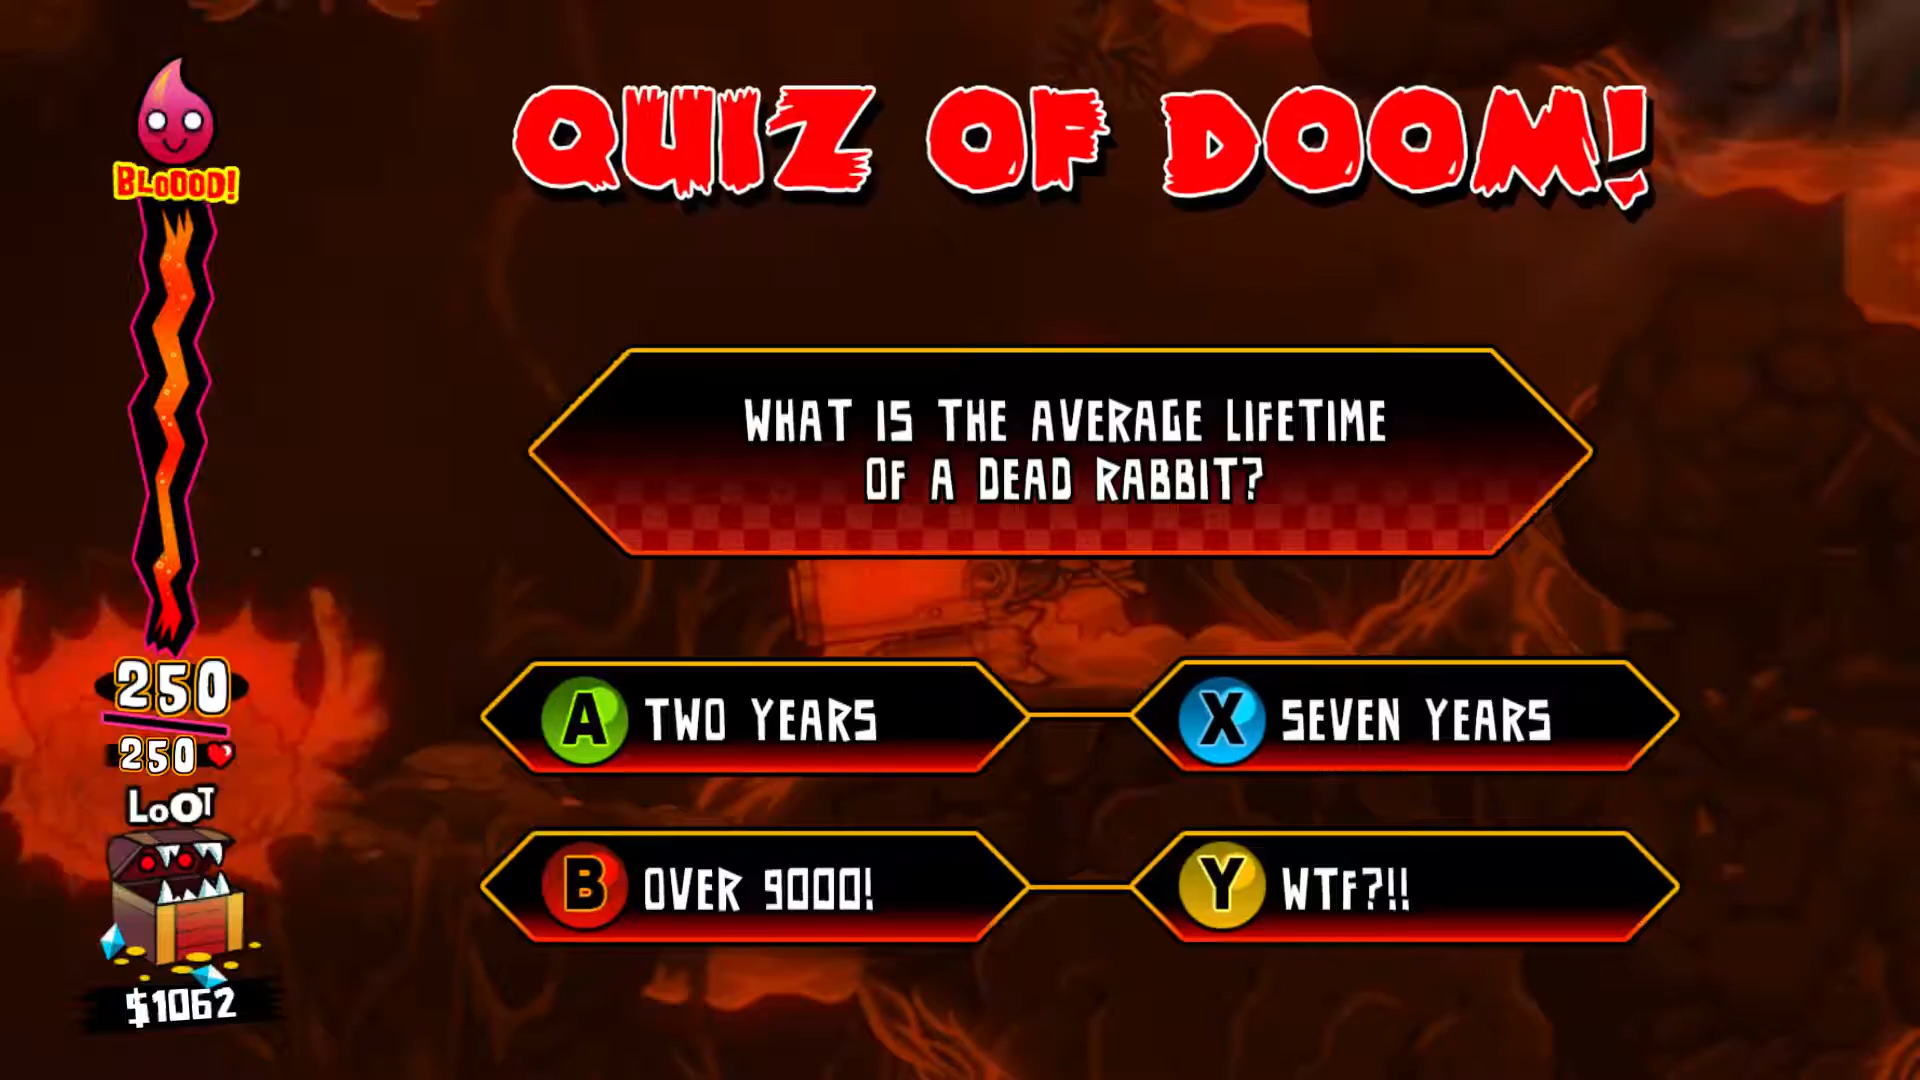 QUIZ OF DOOM!
BLOOOD!
WHAT IS THE AVERAGE LIFETIME
OF A DEAD RABBIT?
250
250
LOOT
$1062
A TWO YEARS
X SEVEN YEARS
B OVER 9000!
Y WTF?!!